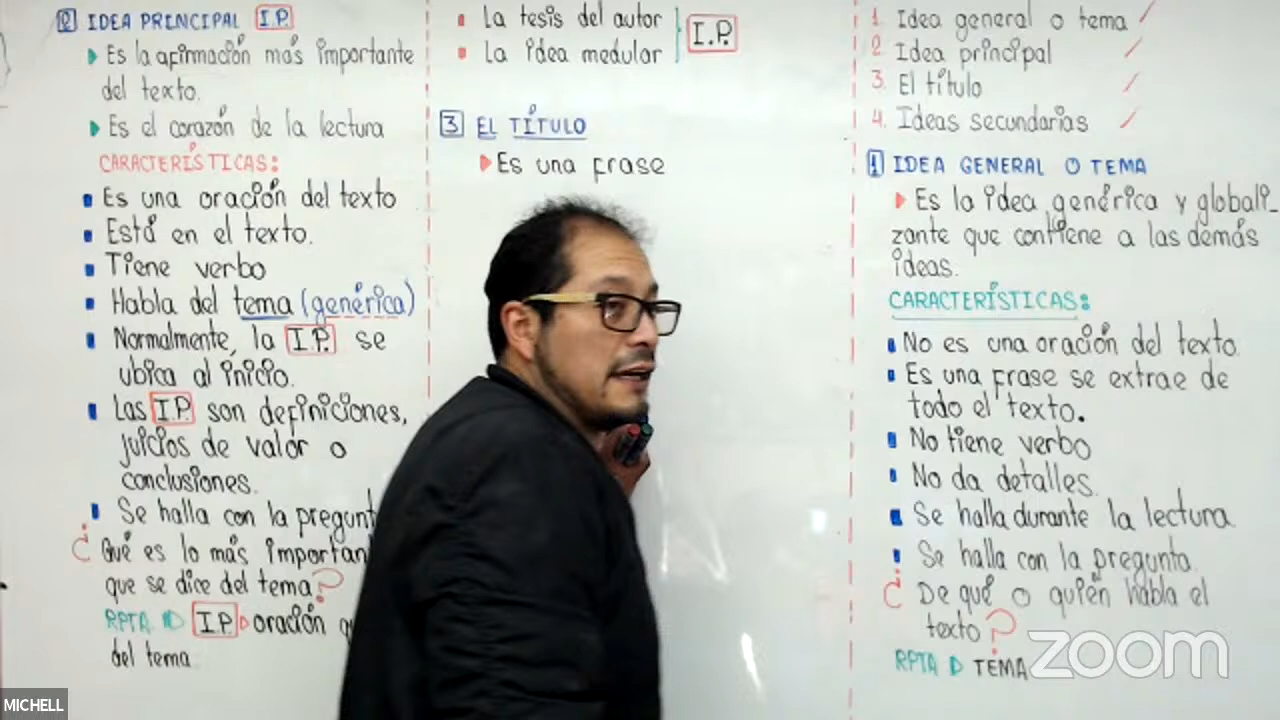 2 IDEA PRINCIPAL I.P.
Es la afirmación más importante
del texto.
Es el corazón de la lectura
CARACTERÍSTICAS:
Es una oración del texto
Está en el texto.
Tiene verbo
Habla del tema (genérica)
Normalmente, la I.P. se
ubica al inicio.
Las I.P. son definiciones,
juicios de valor o
conclusiones.
Se halla con la pregunt
¿Qué es lo más importan
que se dice del tema?
RPTA I.P. oración
del tema
La tesis del autor
La idea medular
I.P.
3 EL TÍTULO
Es una frase
1. Idea general o tema
2. Idea principal
3. El título
4. Ideas secundarias
1 IDEA GENERAL O TEMA
Es la idea genérica y globali_
zante que contiene a las demás
ideas.
CARACTERÍSTICAS:
No es una oración del texto.
Es una frase se extrae de
todo el texto.
No tiene verbo
No da detalles.
Se halla durante la lectura.
Se halla con la pregunta.
¿De qué o quién habla el
texto?
RPTA TEMA
zoom
MICHELL